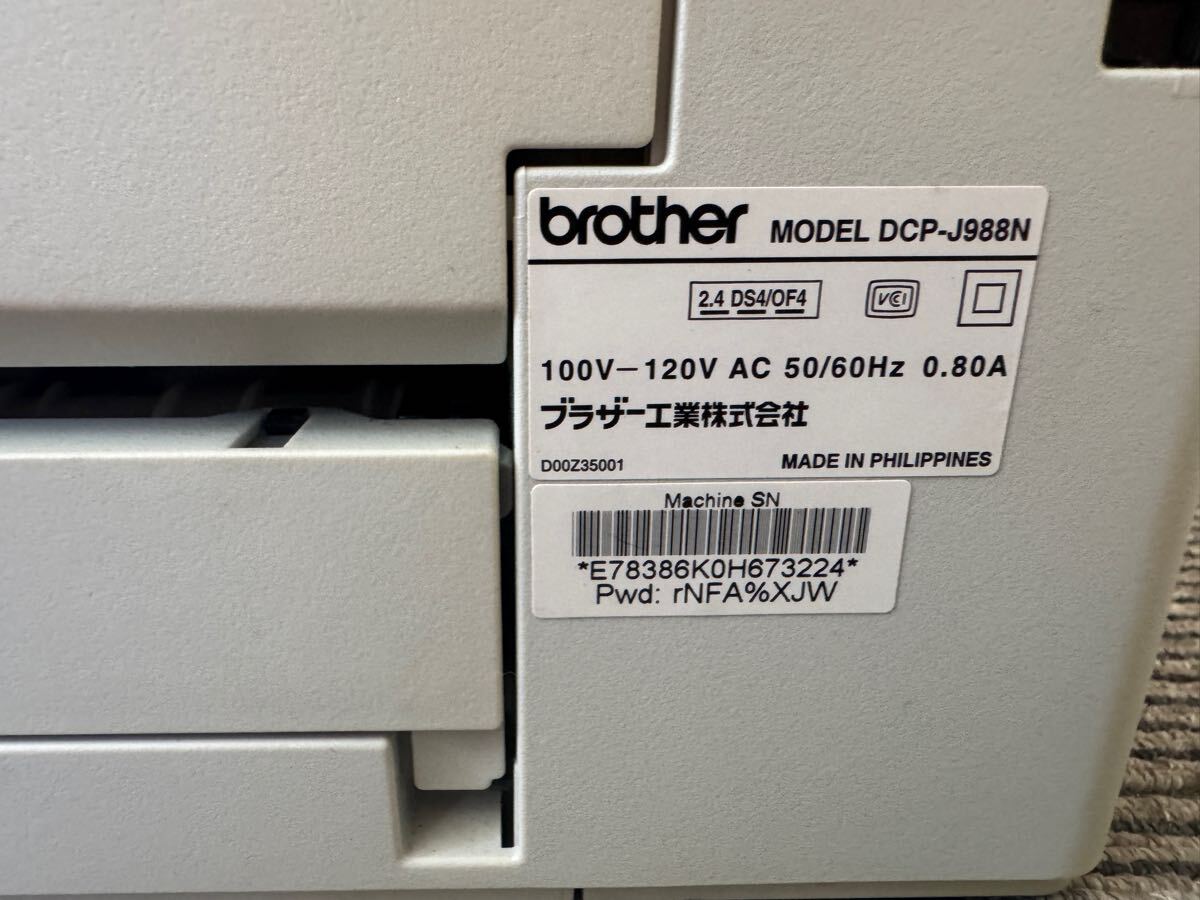 brother MODEL DCP-J988N
2.4 DS4/OF4 VCI
100V-120V AC 50/60Hz 0.80A
ブラザー工業株式会社
D00Z35001 MADE IN PHILIPPINES
Machine SN
*E78386K0H673224*
Pwd: rNFA%XJW